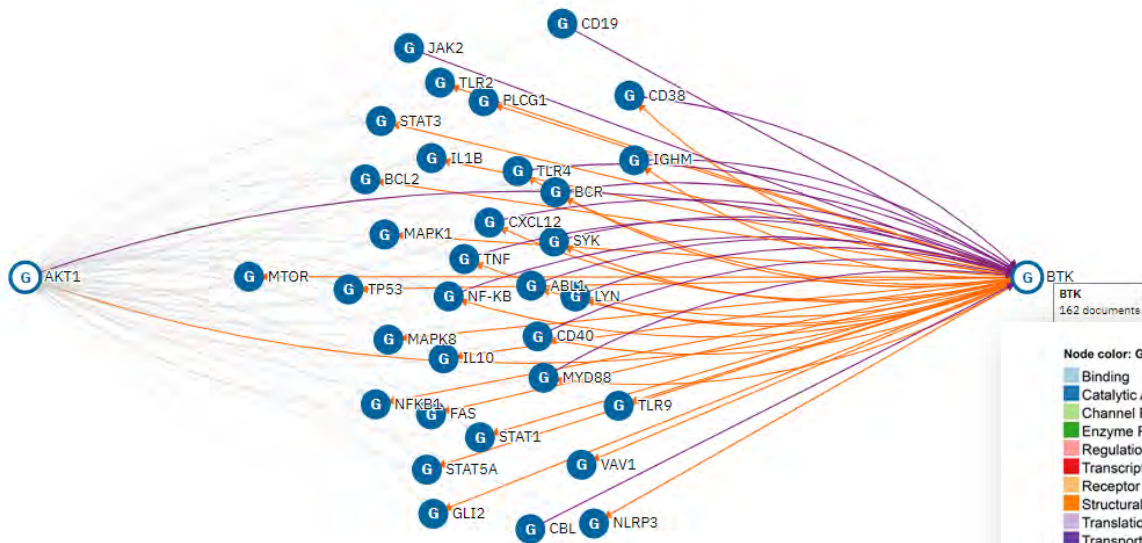 G CD19
G JAK2
G TLR2
G PLCG1
G CD38
G STAT3
G IL1B
G IGHM
G TLR4
G BCL2
G BCR
G CXCL12
G MAPK1
G SYK
G TNF
G AKT1
G MTOR
G BTK
G TP53
G ABL1
G NF-KB
G LYN
BTK
162 documents
G CD40
G MAPK8
G IL10
Node color: G
G MYD88
Binding
Catalytic A
G NFKB1
G FAS
G TLR9
Channel
Enzyme
G STAT1
Regulatio
G STAT5A
G VAV1
Transcript
Receptor
Structural
G GLI2
G CBL
G NLRP3
Translatio
Transport